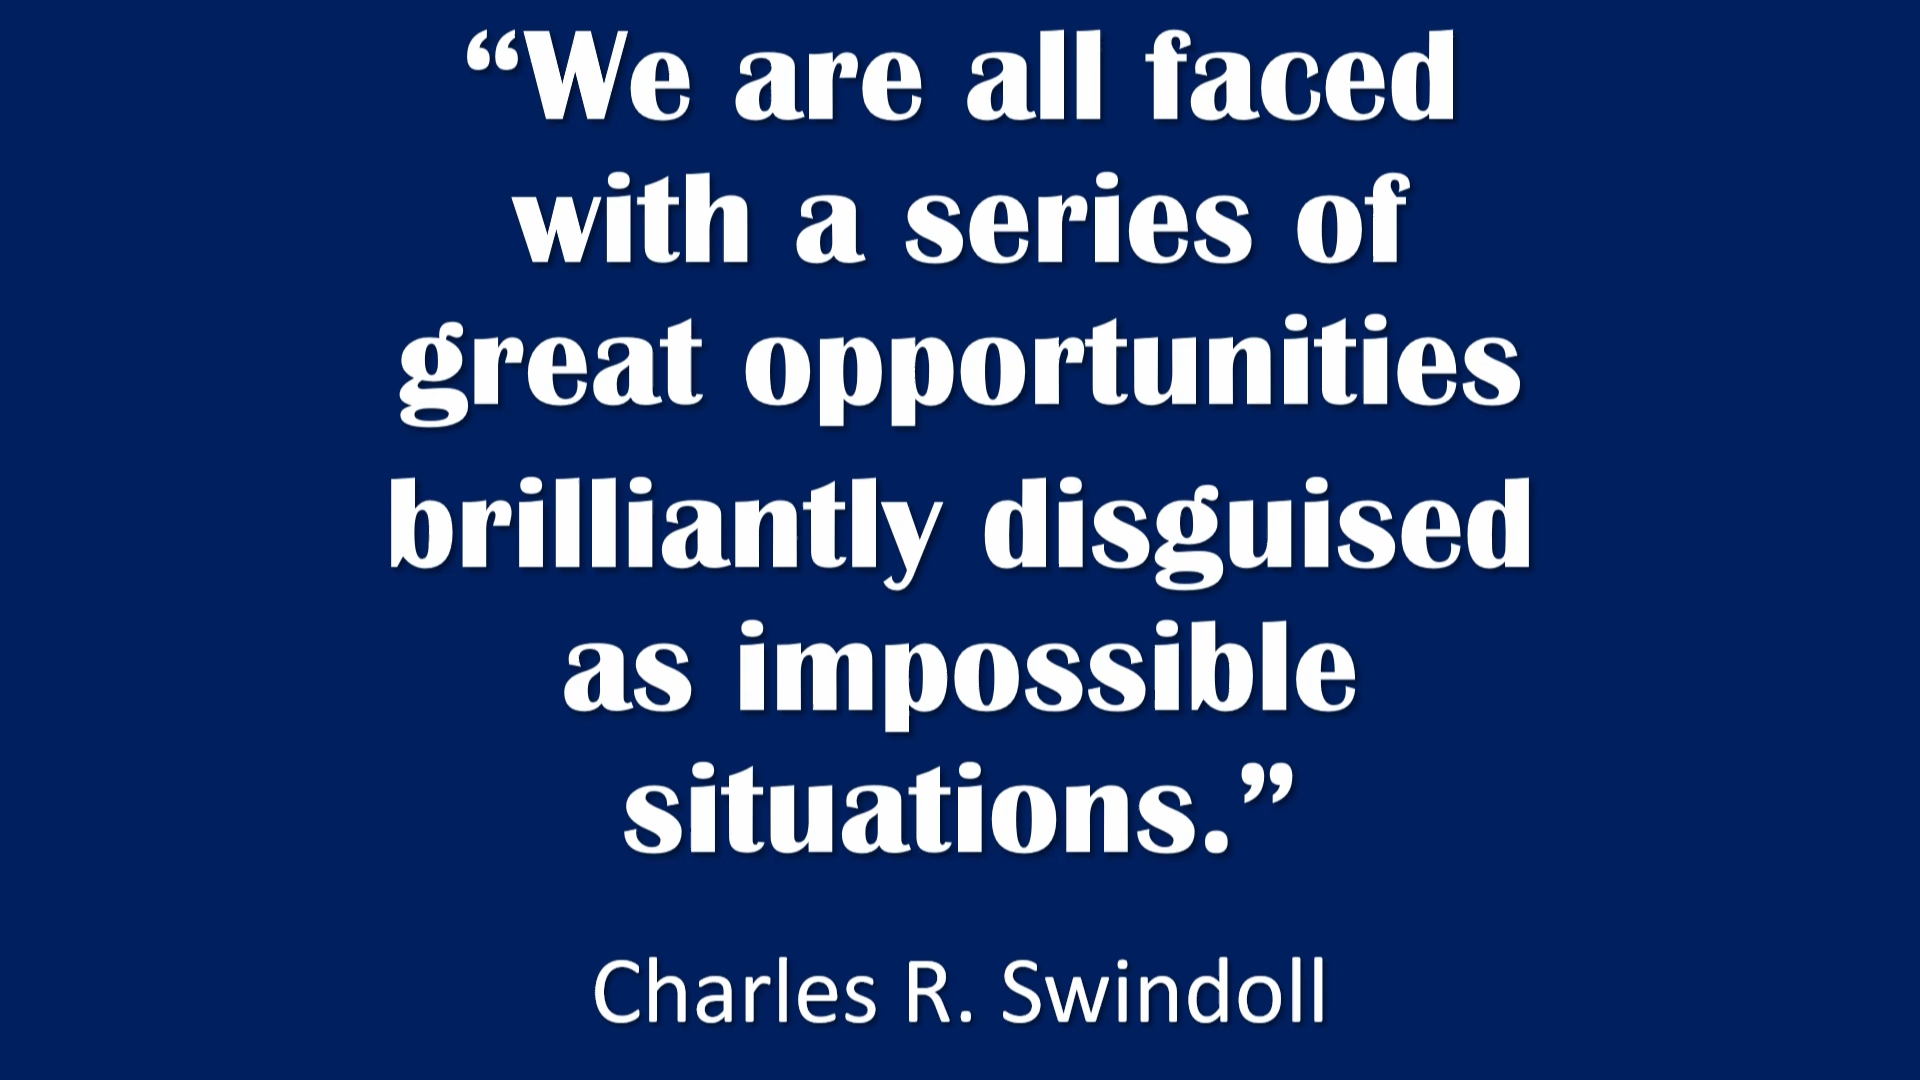 “We are all faced
with a series of
great opportunities
brilliantly disguised
as impossible
situations.”
Charles R. Swindoll